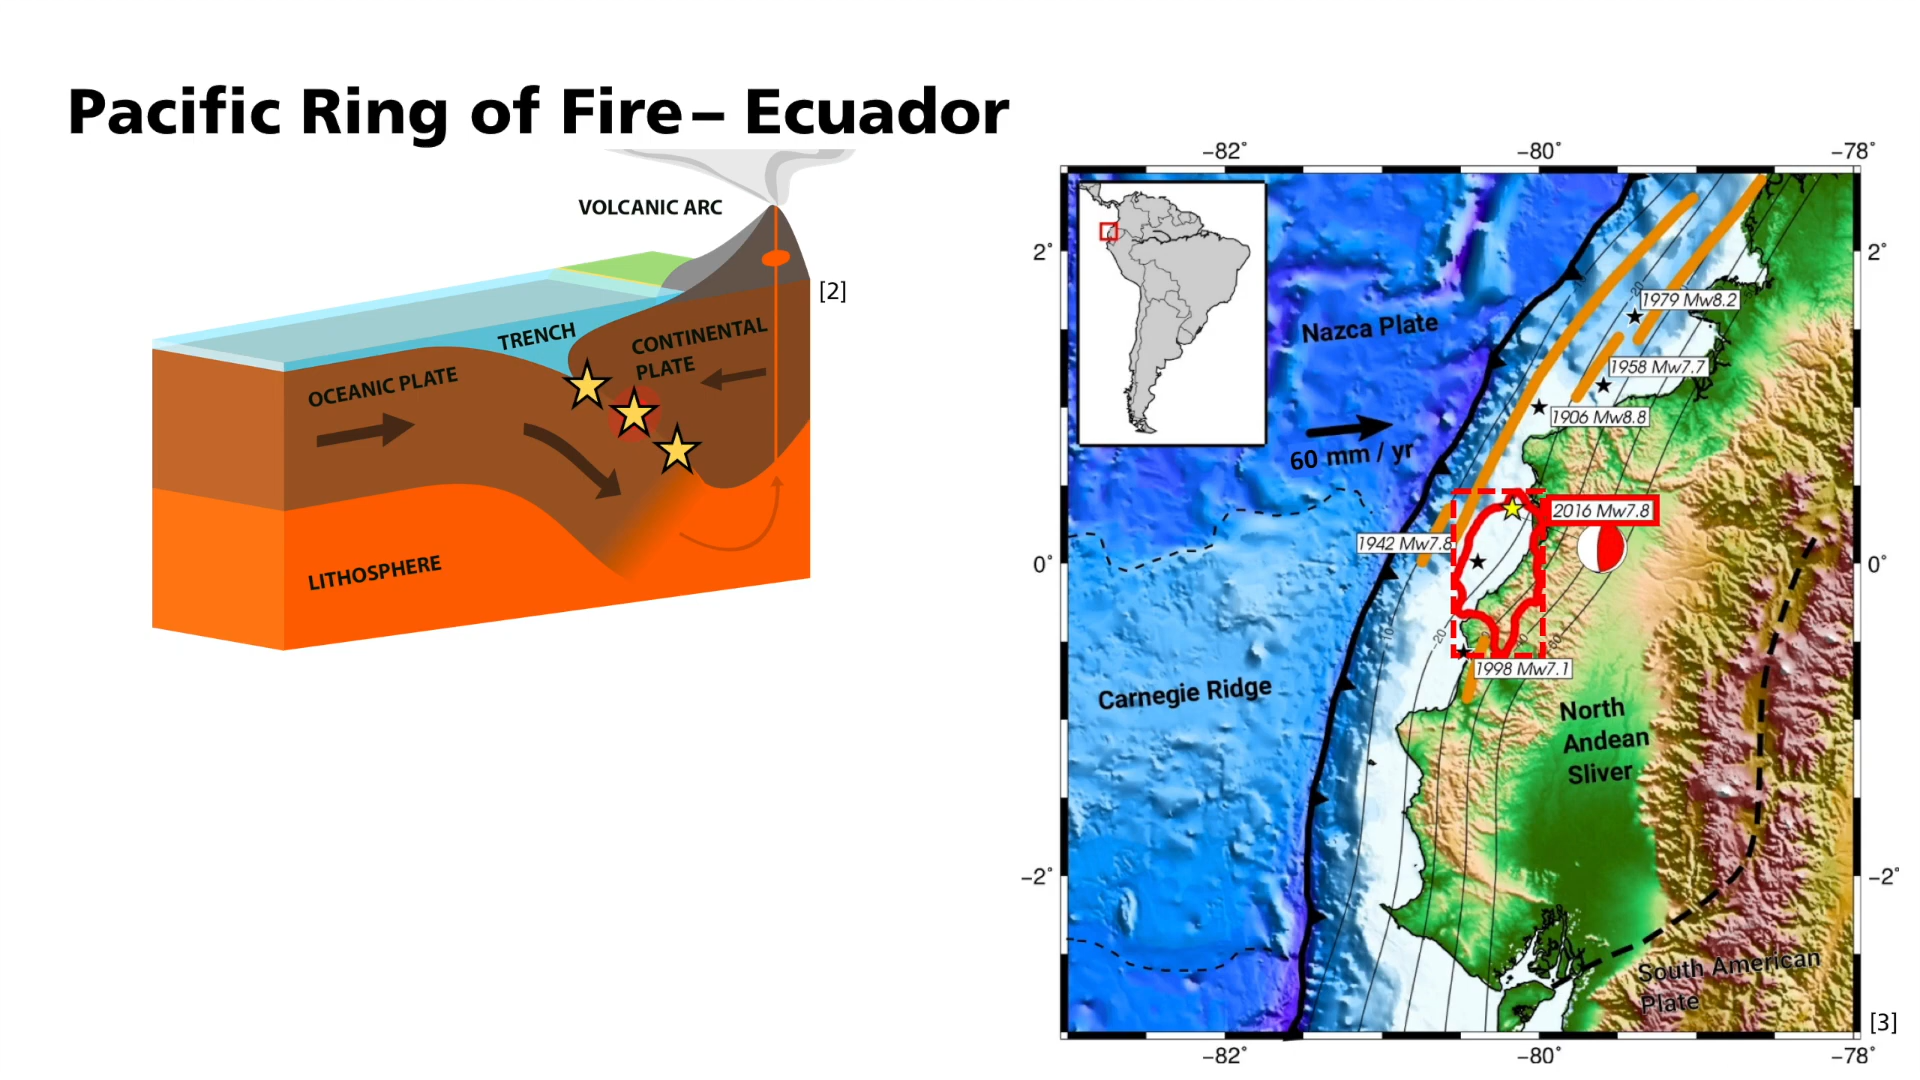 Pacific Ring of Fire – Ecuador
VOLCANIC ARC
[2]
TRENCH
CONTINENTAL
PLATE
OCEANIC PLATE
LITHOSPHERE
-82°
-80°
-78°
2°
2°
1979 Mw8.2
Nazca Plate
1958 Mw7.7
1906 Mw8.8
60 mm / yr
2016 Mw7.8
1942 Mw7.8
0°
0°
20
10
-20
1998 Mw7.1
Carnegie Ridge
North
Andean
Sliver
-2°
-2°
South American
Plate
[3]
-82°
-80°
-78°